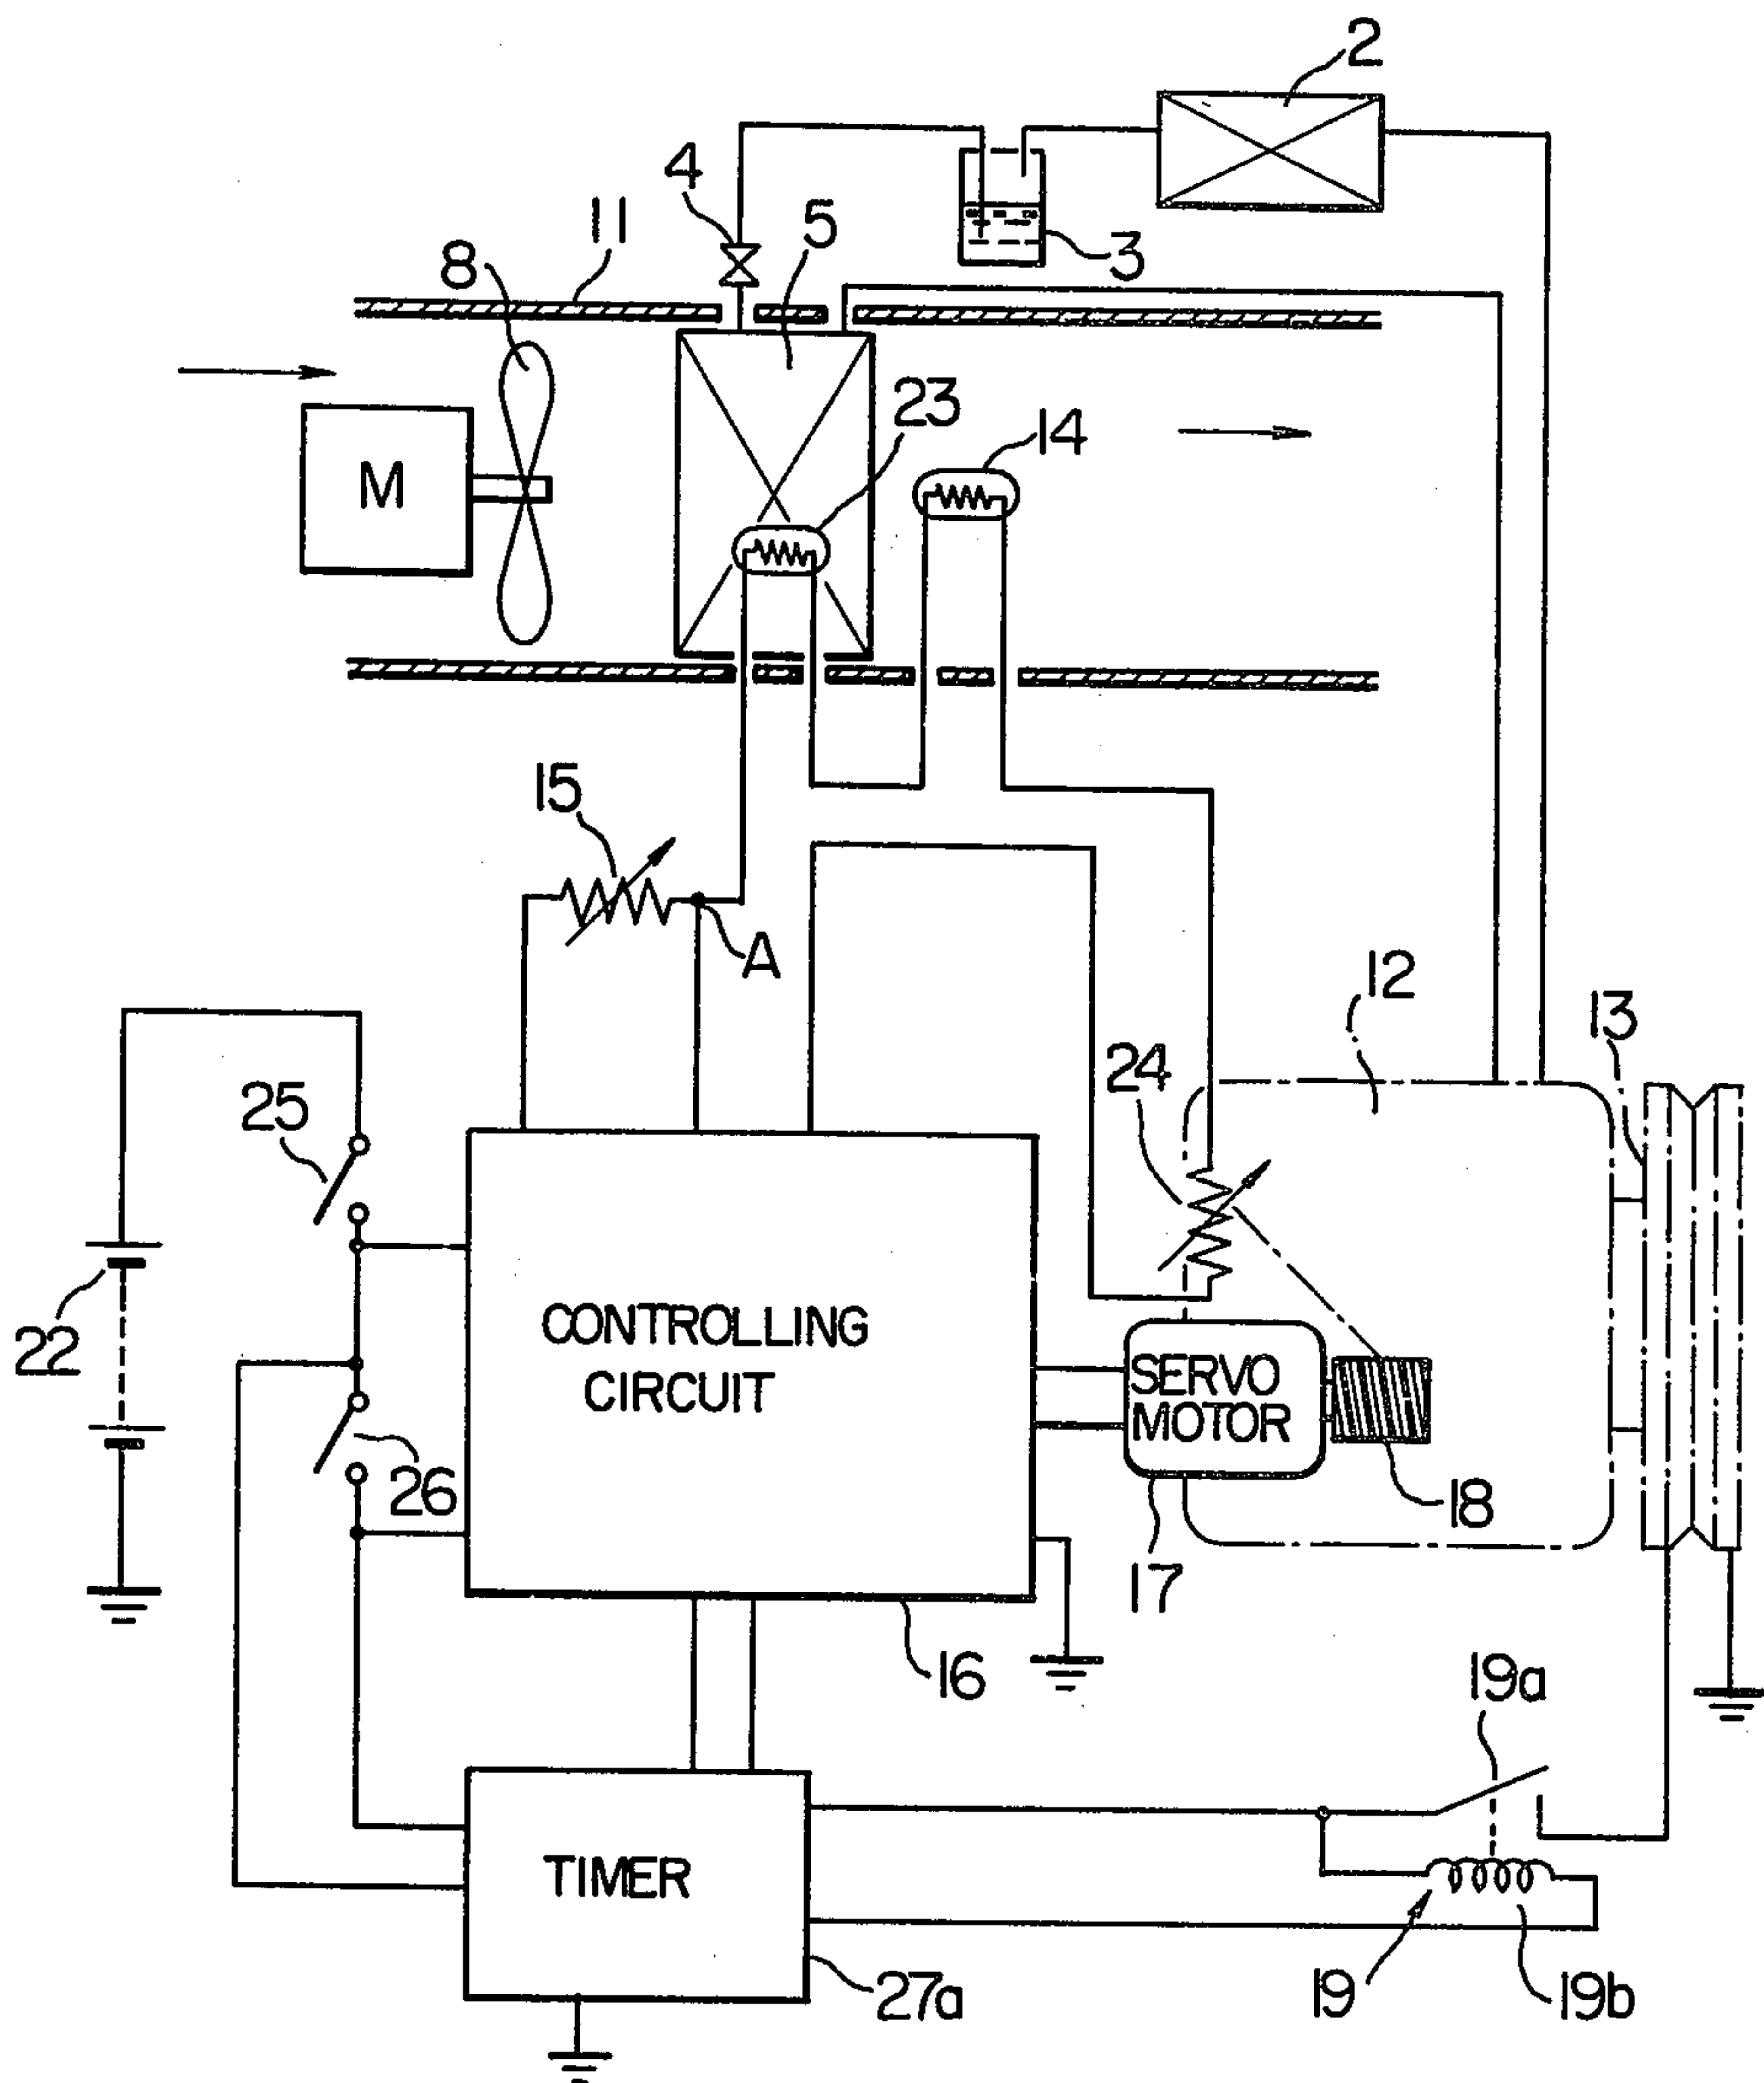 2
4
11
5
8
3
23
14
M
15
A
12
13
24
25
22
CONTROLLING
CIRCUIT
SERVO
MOTOR
26
18
17
16
19a
TIMER
27a
19
19b